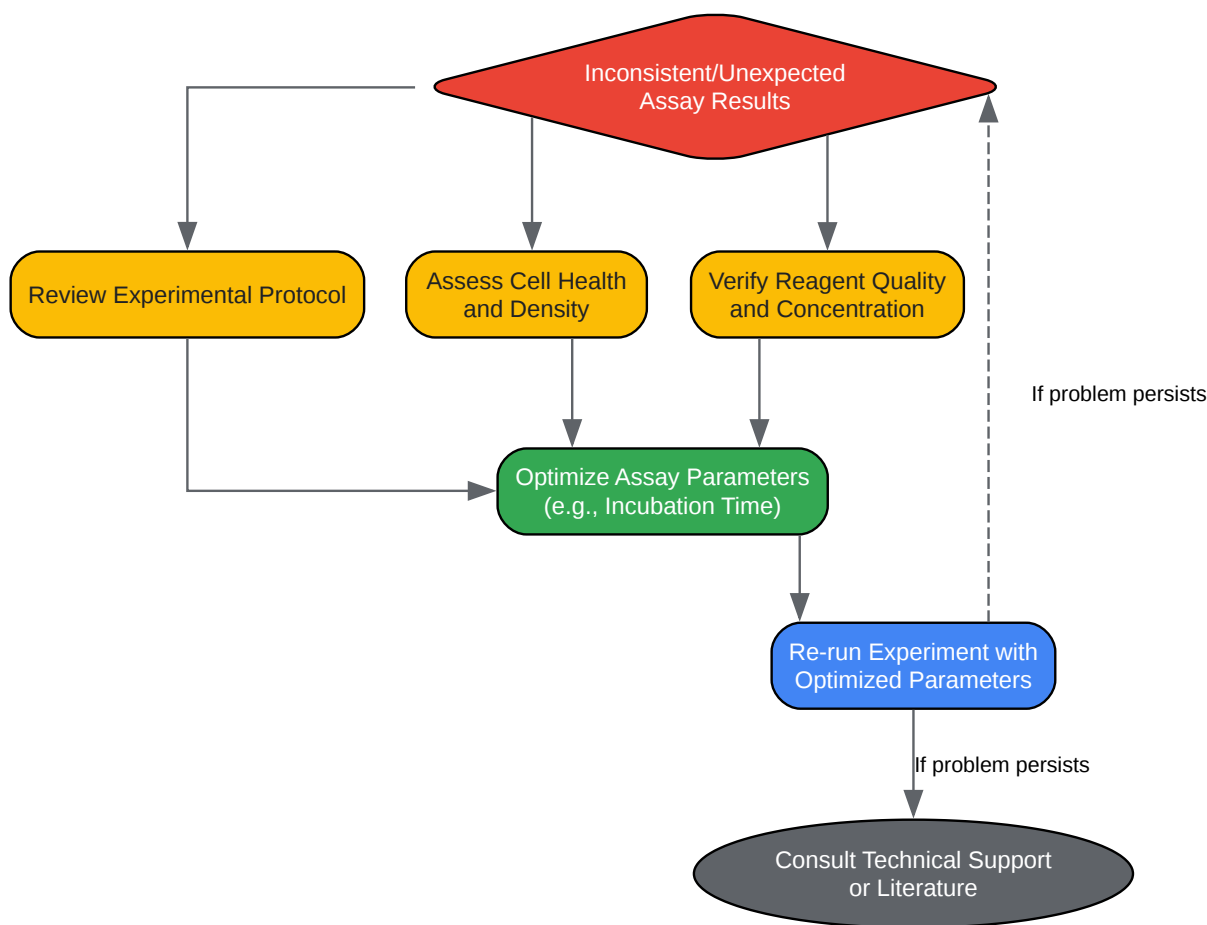 Inconsistent/Unexpected
Assay Results
Review Experimental Protocol
Assess Cell Health
and Density
Verify Reagent Quality
and Concentration
If problem persists
Optimize Assay Parameters
(e.g., Incubation Time)
Re-run Experiment with
Optimized Parameters
If problem persists
Consult Technical Support
or Literature